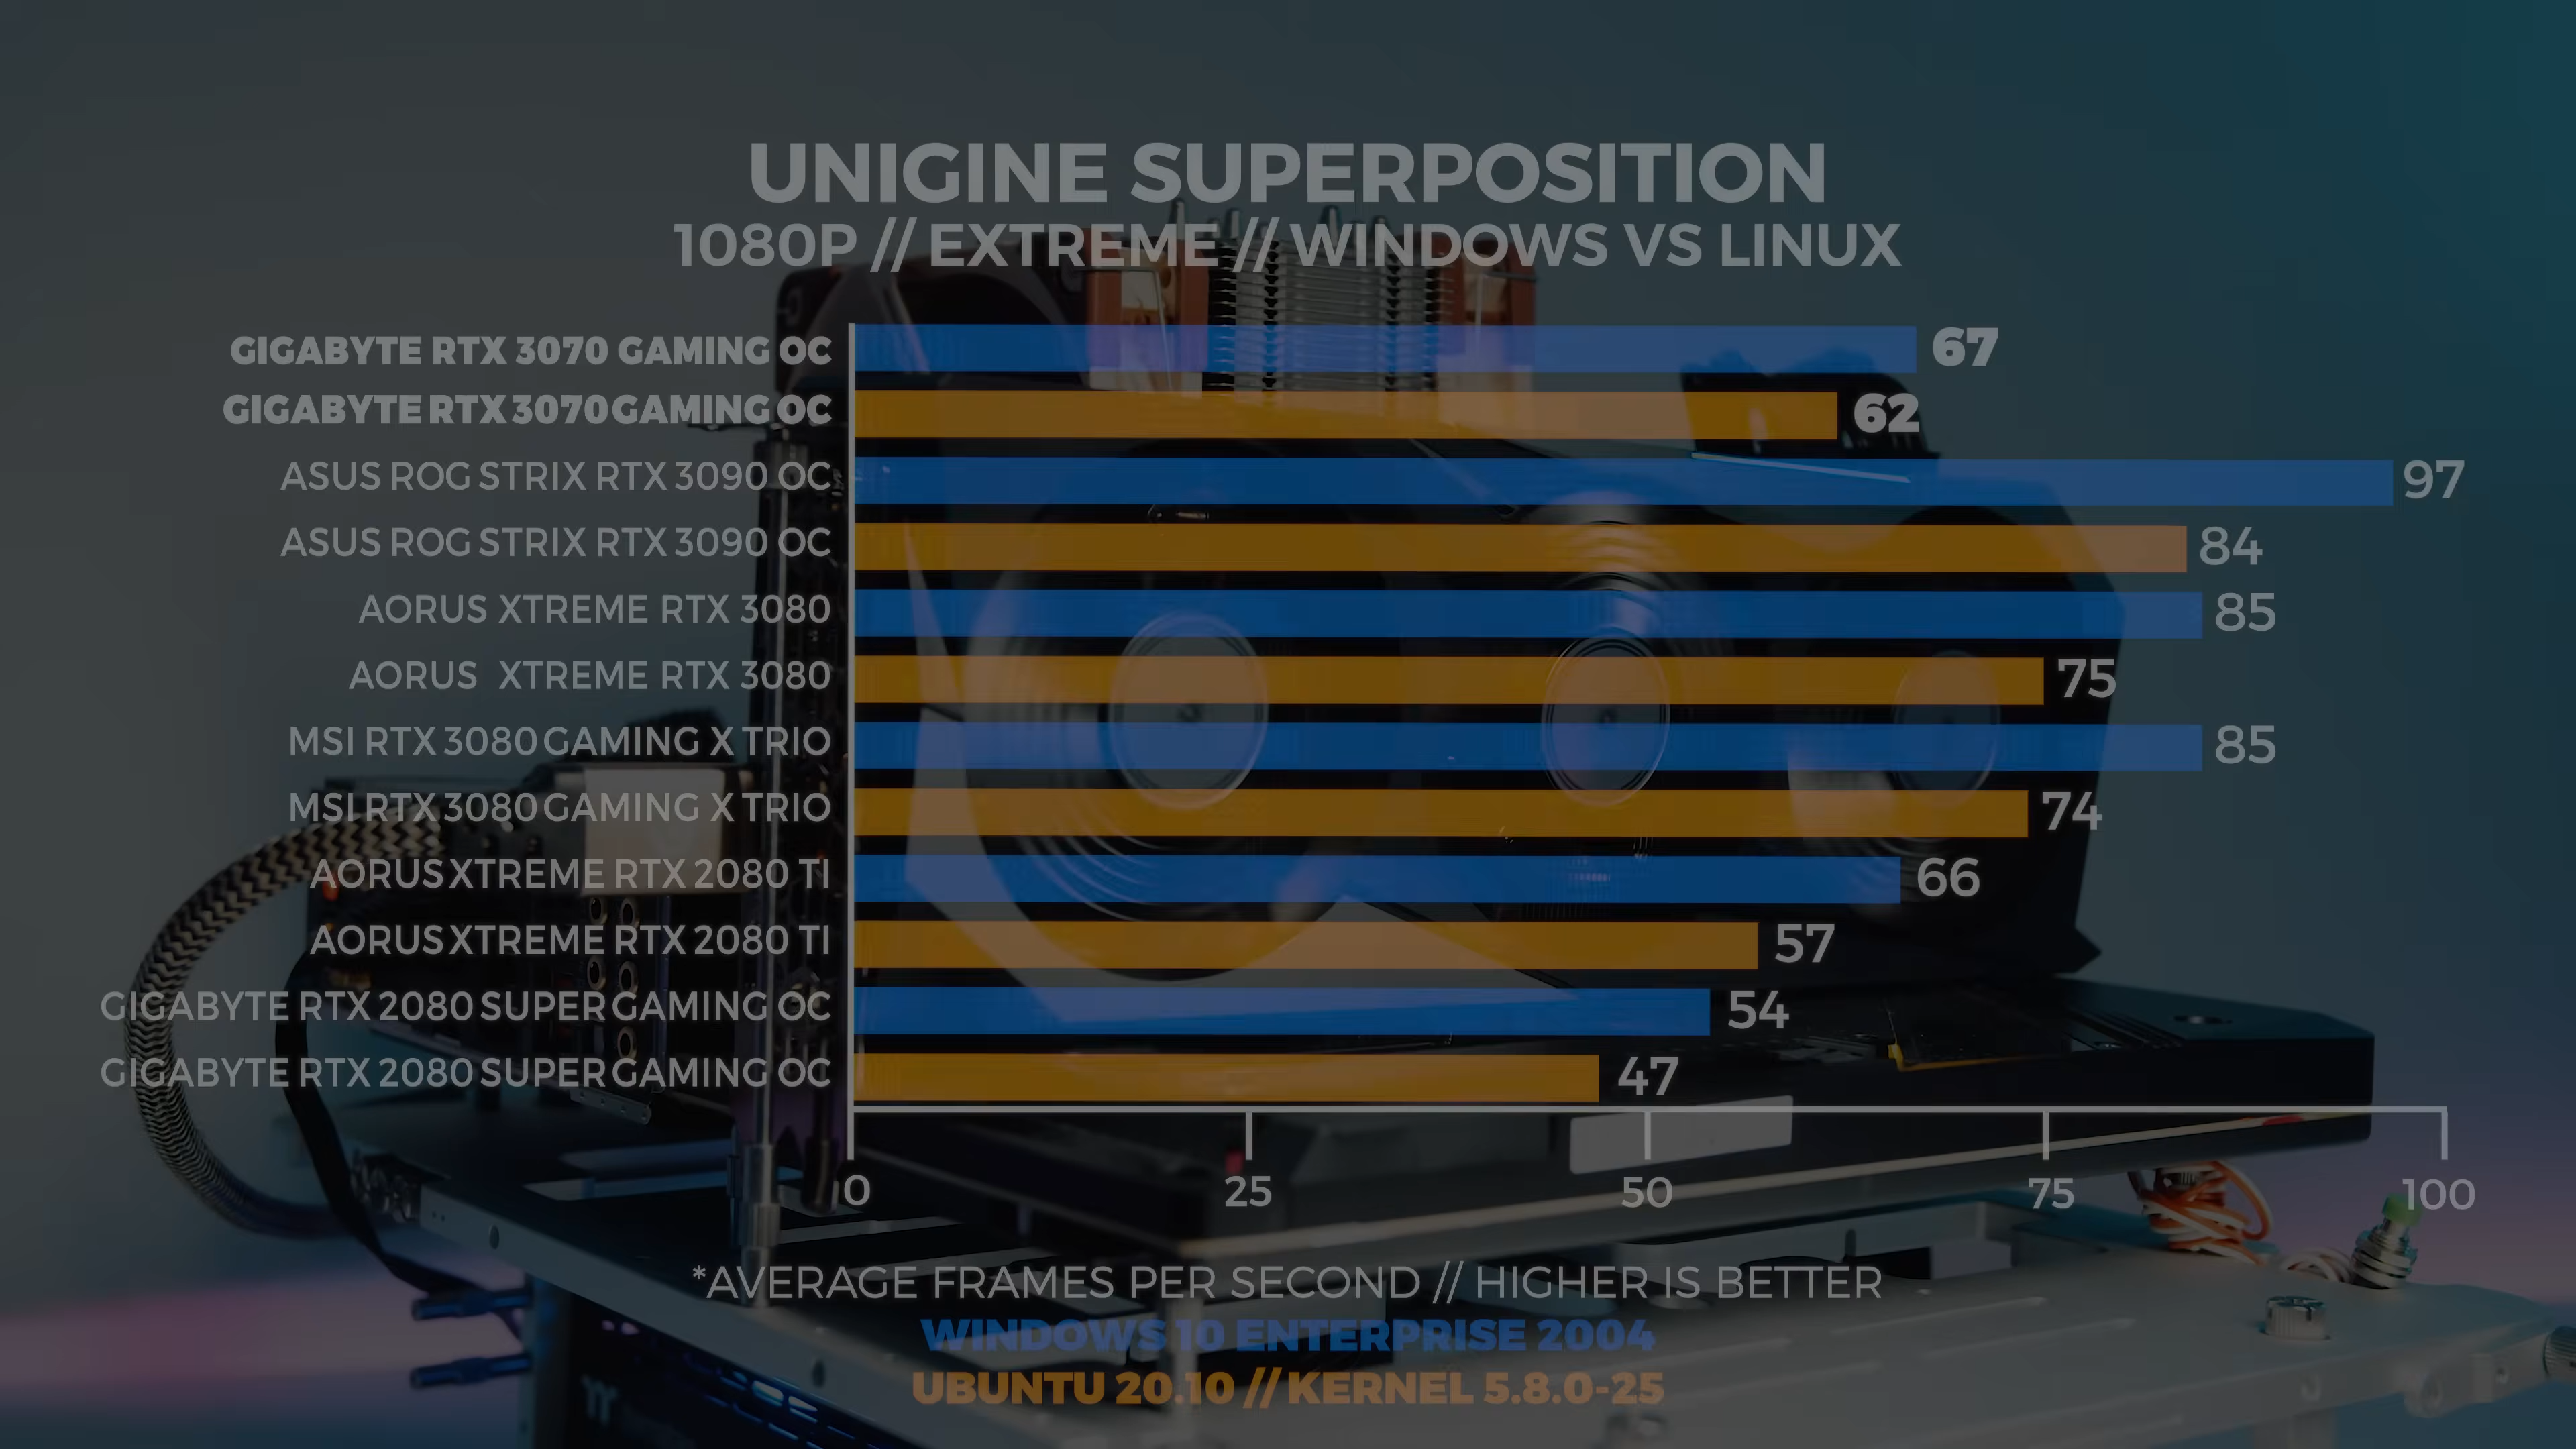 UNIGINE SUPERPOSITION
1080P // EXTREME // WINDOWS VS LINUX
GIGABYTE RTX 3070 GAMING OC 67
GIGABYTE RTX 3070 GAMING OC 62
ASUS ROG STRIX RTX 3090 OC 97
ASUS ROG STRIX RTX 3090 OC 84
AORUS XTREME RTX 3080 85
AORUS XTREME RTX 3080 75
MSI RTX 3080 GAMING X TRIO 85
MSI RTX 3080 GAMING X TRIO 74
AORUS XTREME RTX 2080 TI 66
AORUS XTREME RTX 2080 TI 57
GIGABYTE RTX 2080 SUPER GAMING OC 54
GIGABYTE RTX 2080 SUPER GAMING OC 47
0 25 50 75 100
*AVERAGE FRAMES PER SECOND // HIGHER IS BETTER
WINDOWS 10 ENTERPRISE 2004
UBUNTU 20.10 // KERNEL 5.8.0-25